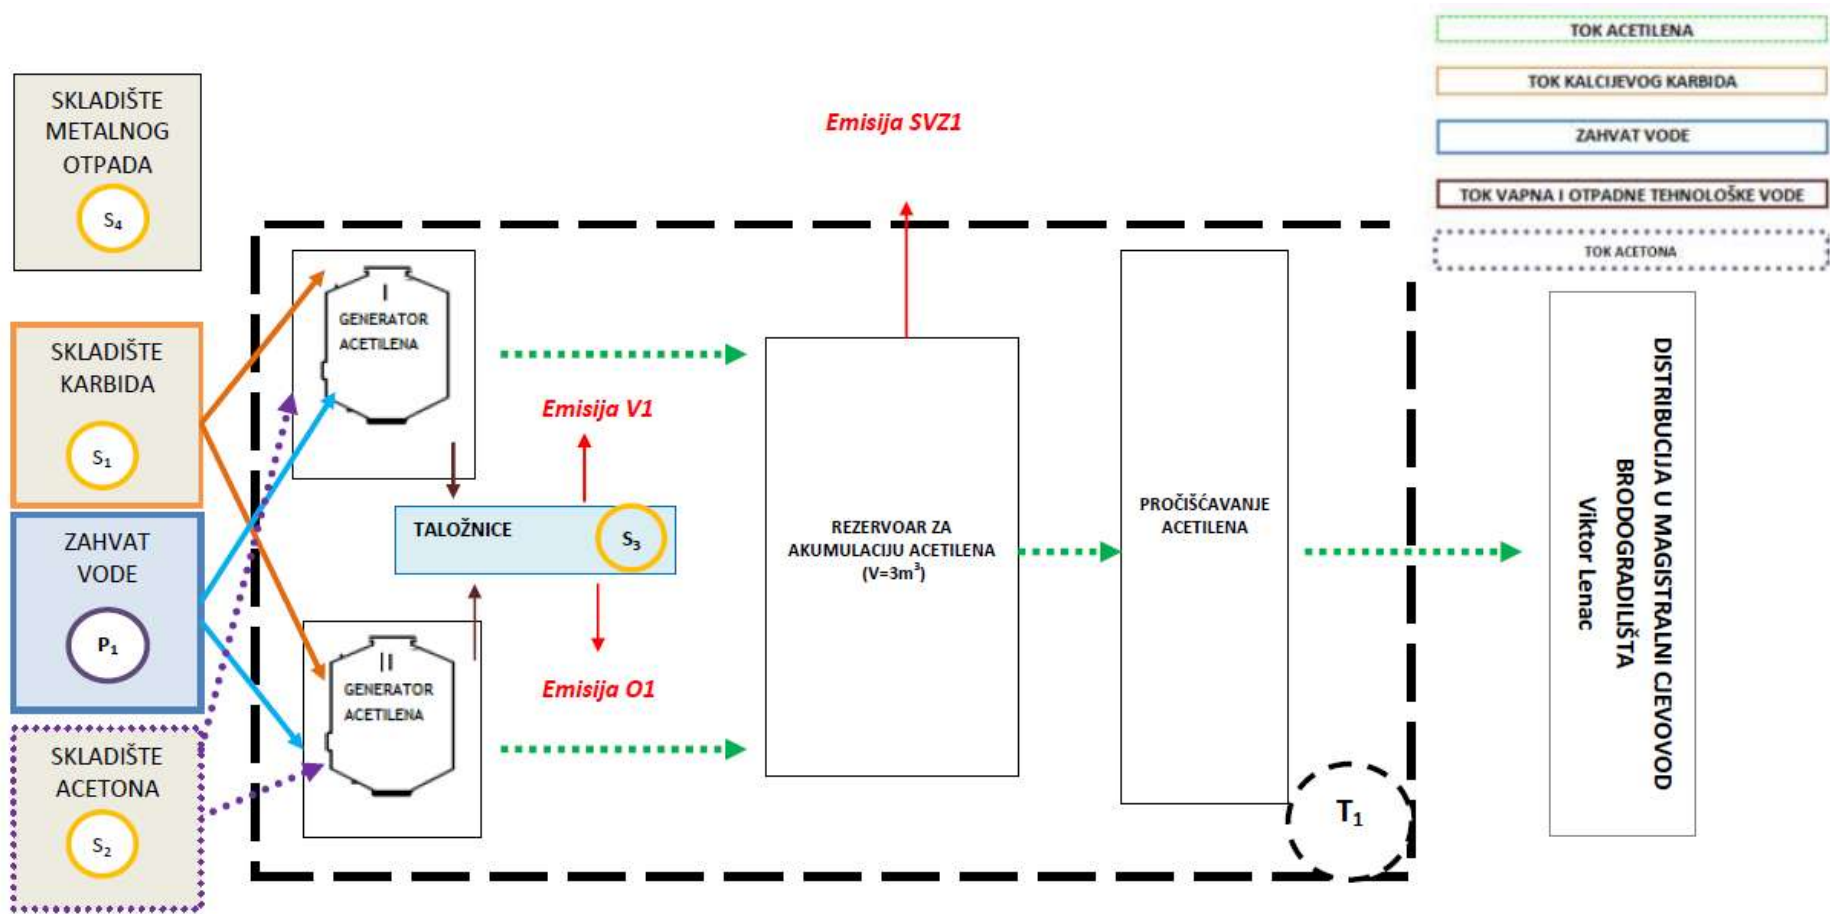 TOK ACETILENA
TOK KALCIJEVOG KARBIDA
ZAHVAT VODE
TOK VAPNA I OTPADNE TEHNOLOŠKE VODE
TOK ACETONA
SKLADIŠTE
METALNOG
OTPADA
S4
SKLADIŠTE
KARBIDA
S1
ZAHVAT
VODE
P1
SKLADIŠTE
ACETONA
S2
I
GENERATOR
ACETILENA
Emisija SVZ1
Emisija V1
TALOŽNICE
S3
Emisija O1
II
GENERATOR
ACETILENA
REZERVOAR ZA
AKUMULACIJU ACETILENA
(V=3m³)
PROČIŠĆAVANJE
ACETILENA
T1
DISTRIBUCIJA U MAGISTRALNI CJEVOVOD
BRODOGRADILIŠTA
Viktor Lenac